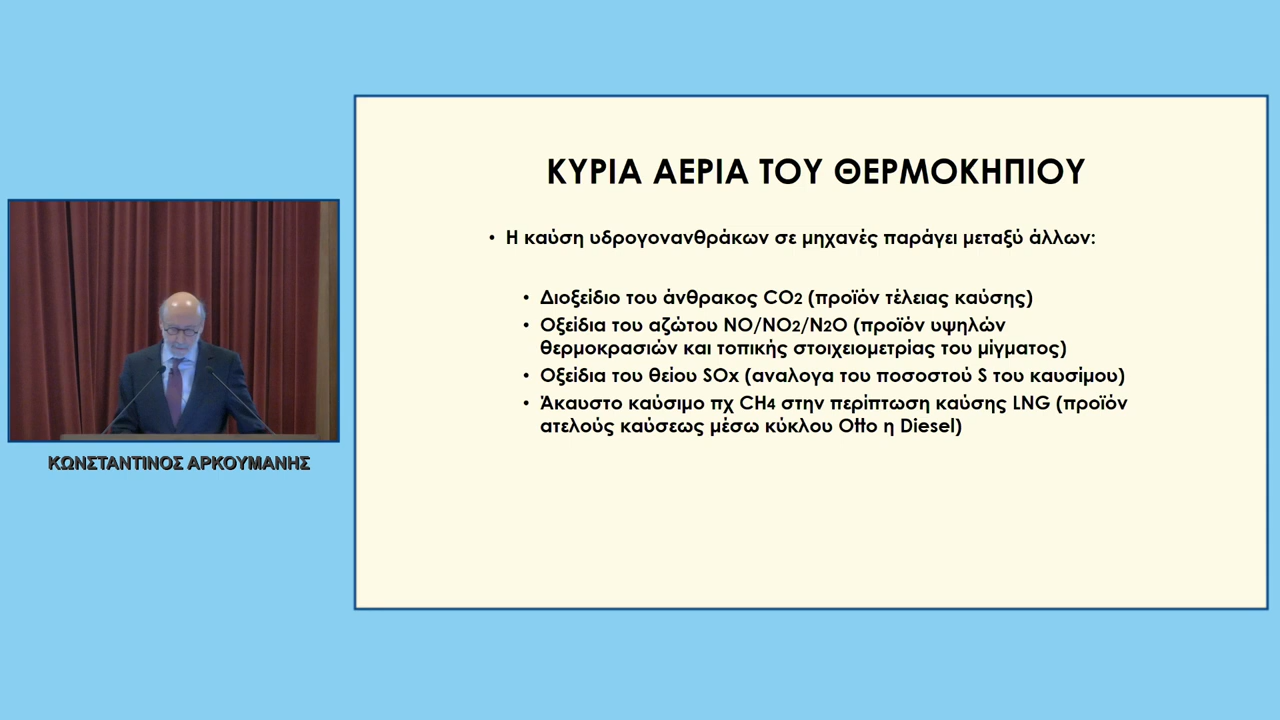 ΚΥΡΙΑ ΑΕΡΙΑ ΤΟΥ ΘΕΡΜΟΚΗΠΙΟΥ
• Η καύση υδρογονανθράκων σε μηχανές παράγει μεταξύ άλλων:
• Διοξείδιο του άνθρακος CO2 (προϊόν τέλειας καύσης)
• Οξείδια του αζώτου NO/NO2/N2O (προϊόν υψηλών
θερμοκρασιών και τοπικής στοιχειομετρίας του μίγματος)
• Οξείδια του θείου SOx (αναλογα του ποσοστού S του καυσίμου)
• Άκαυστο καύσιμο πχ CH4 στην περίπτωση καύσης LNG (προϊόν
ατελούς καύσεως μέσω κύκλου Otto η Diesel)
ΚΩΝΣΤΑΝΤΙΝΟΣ ΑΡΚΟΥΜΑΝΗΣ